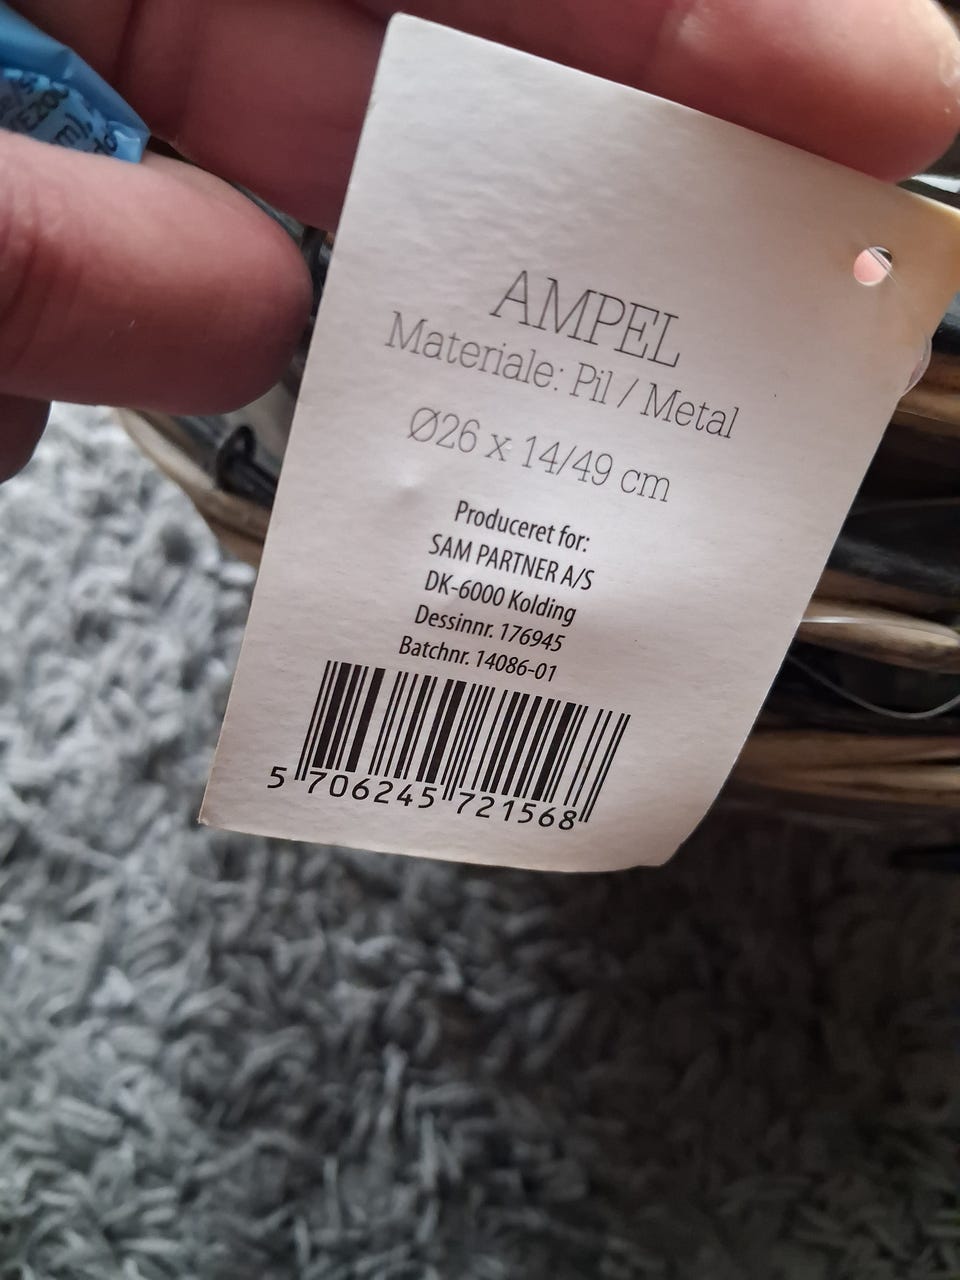 AMPEL
Materiale: Pil / Metal
Ø26 x 14/49 cm
Produceret for:
SAM PARTNER A/S
DK-6000 Kolding
Dessinnr. 176945
Batchnr. 14086-01
5 706245 721568